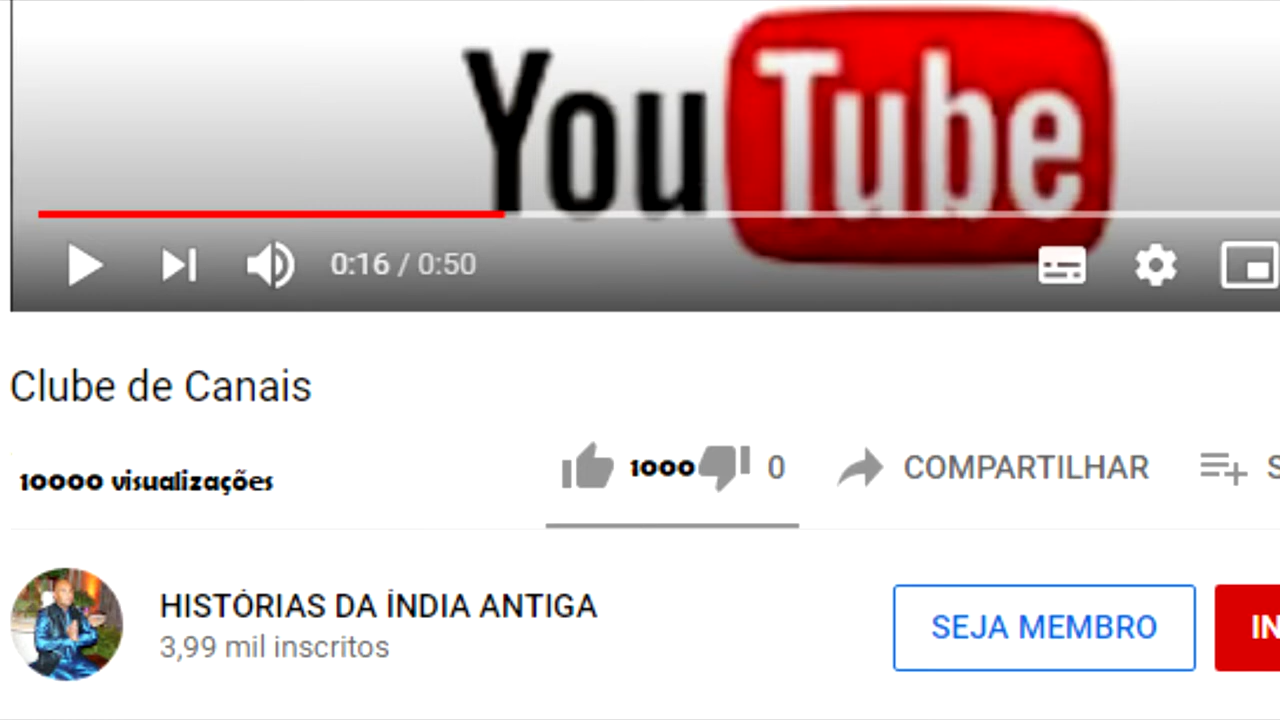 YouTube
0:16 / 0:50
Clube de Canais
10000 visualizações
1000 0 COMPARTILHAR
HISTÓRIAS DA ÍNDIA ANTIGA
3,99 mil inscritos
SEJA MEMBRO